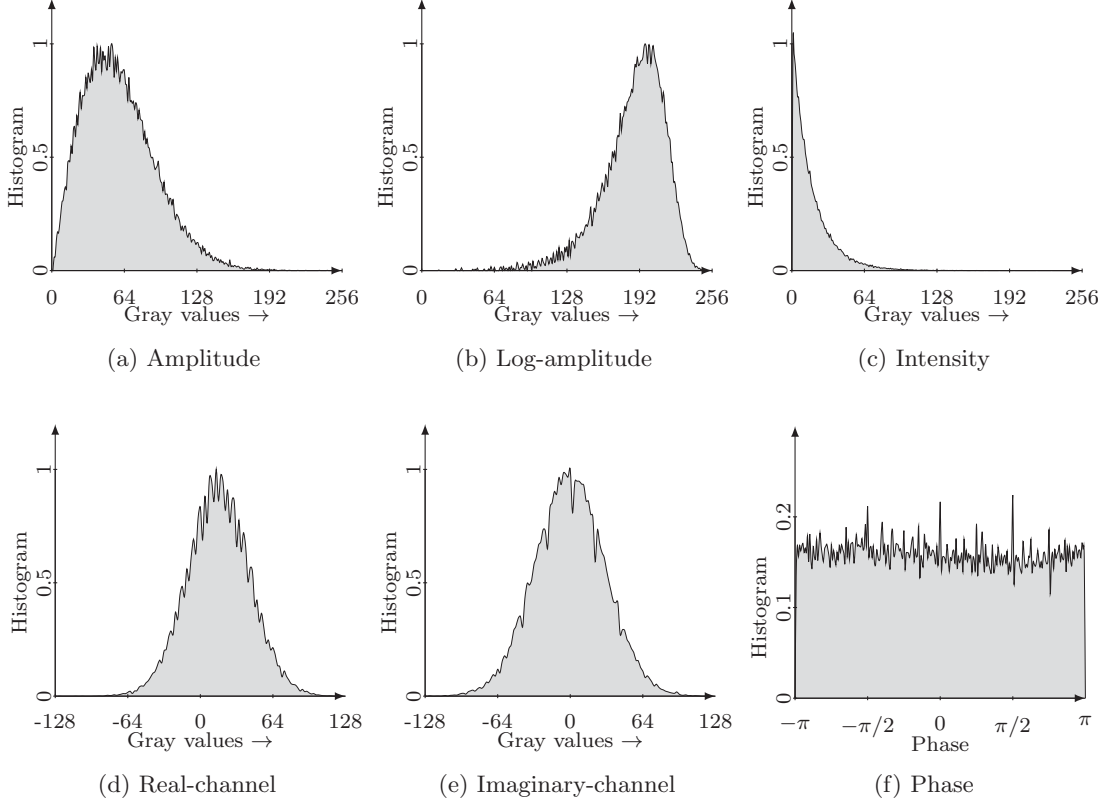 Histogram
1
0.5
0
0 64 128 192 256
Gray values →
(a) Amplitude
Histogram
1
0.5
0
0 64 128 192 256
Gray values →
(b) Log-amplitude
Histogram
1
0.5
0
0 64 128 192 256
Gray values →
(c) Intensity
Histogram
1
0.5
0
-128 -64 0 64 128
Gray values →
(d) Real-channel
Histogram
1
0.5
0
-128 -64 0 64 128
Gray values →
(e) Imaginary-channel
Histogram
0.2
0.1
0
−π −π/2 0 π/2 π
Phase
(f) Phase